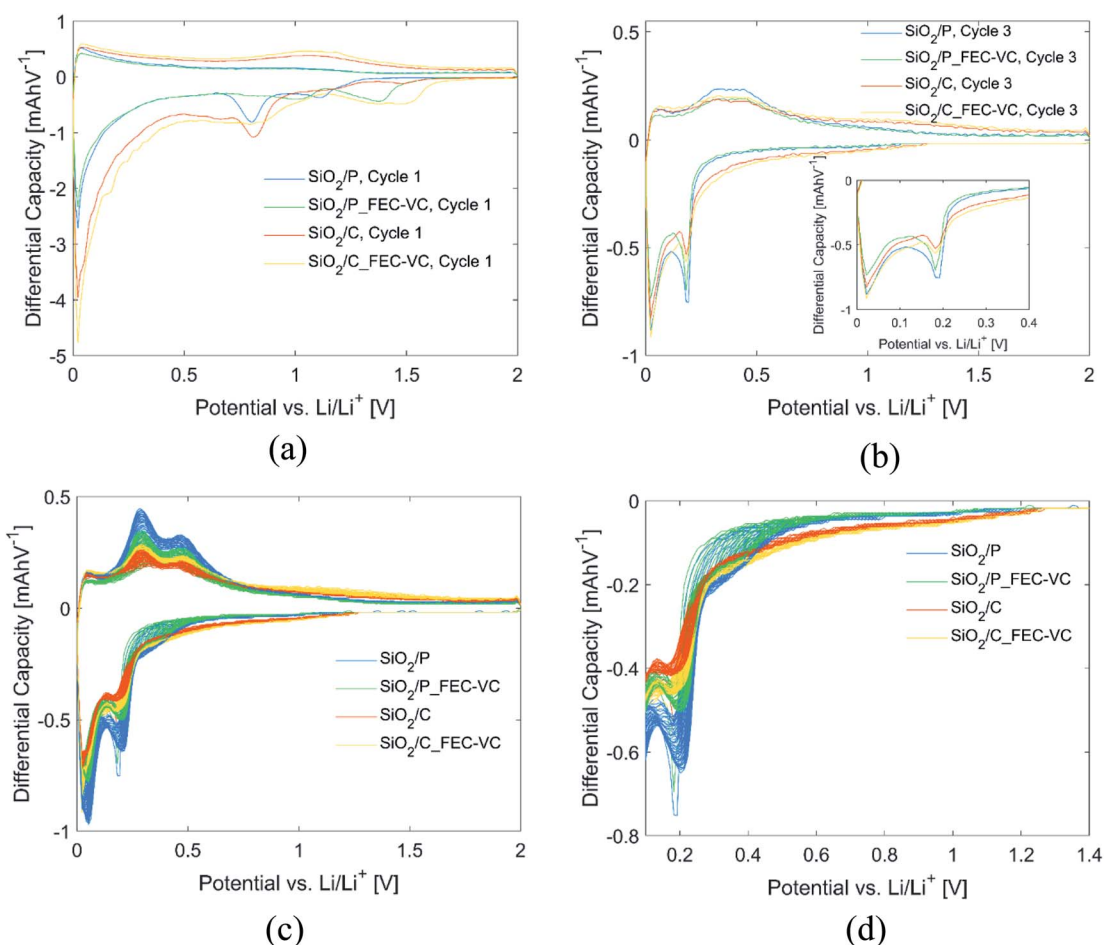 Differential Capacity [mAhV⁻¹]
1
0
-1
-2
-3
-4
-5
0
0.5
1
1.5
2
SiO₂/P, Cycle 1
SiO₂/P_FEC-VC, Cycle 1
SiO₂/C, Cycle 1
SiO₂/C_FEC-VC, Cycle 1
Potential vs. Li/Li⁺ [V]
(a)
Differential Capacity [mAhV⁻¹]
0.5
0
-0.5
-1
0
0.5
1
1.5
2
SiO₂/P, Cycle 3
SiO₂/P_FEC-VC, Cycle 3
SiO₂/C, Cycle 3
SiO₂/C_FEC-VC, Cycle 3
Differential Capacity [mAhV⁻¹]
0
-0.5
-1
0
0.1
0.2
0.3
0.4
Potential vs. Li/Li⁺ [V]
Potential vs. Li/Li⁺ [V]
(b)
Differential Capacity [mAhV⁻¹]
0.5
0
-0.5
-1
0
0.5
1
1.5
2
SiO₂/P
SiO₂/P_FEC-VC
SiO₂/C
SiO₂/C_FEC-VC
Potential vs. Li/Li⁺ [V]
(c)
Differential Capacity [mAhV⁻¹]
0
-0.2
-0.4
-0.6
-0.8
0.2
0.4
0.6
0.8
1
1.2
1.4
SiO₂/P
SiO₂/P_FEC-VC
SiO₂/C
SiO₂/C_FEC-VC
Potential vs. Li/Li⁺ [V]
(d)